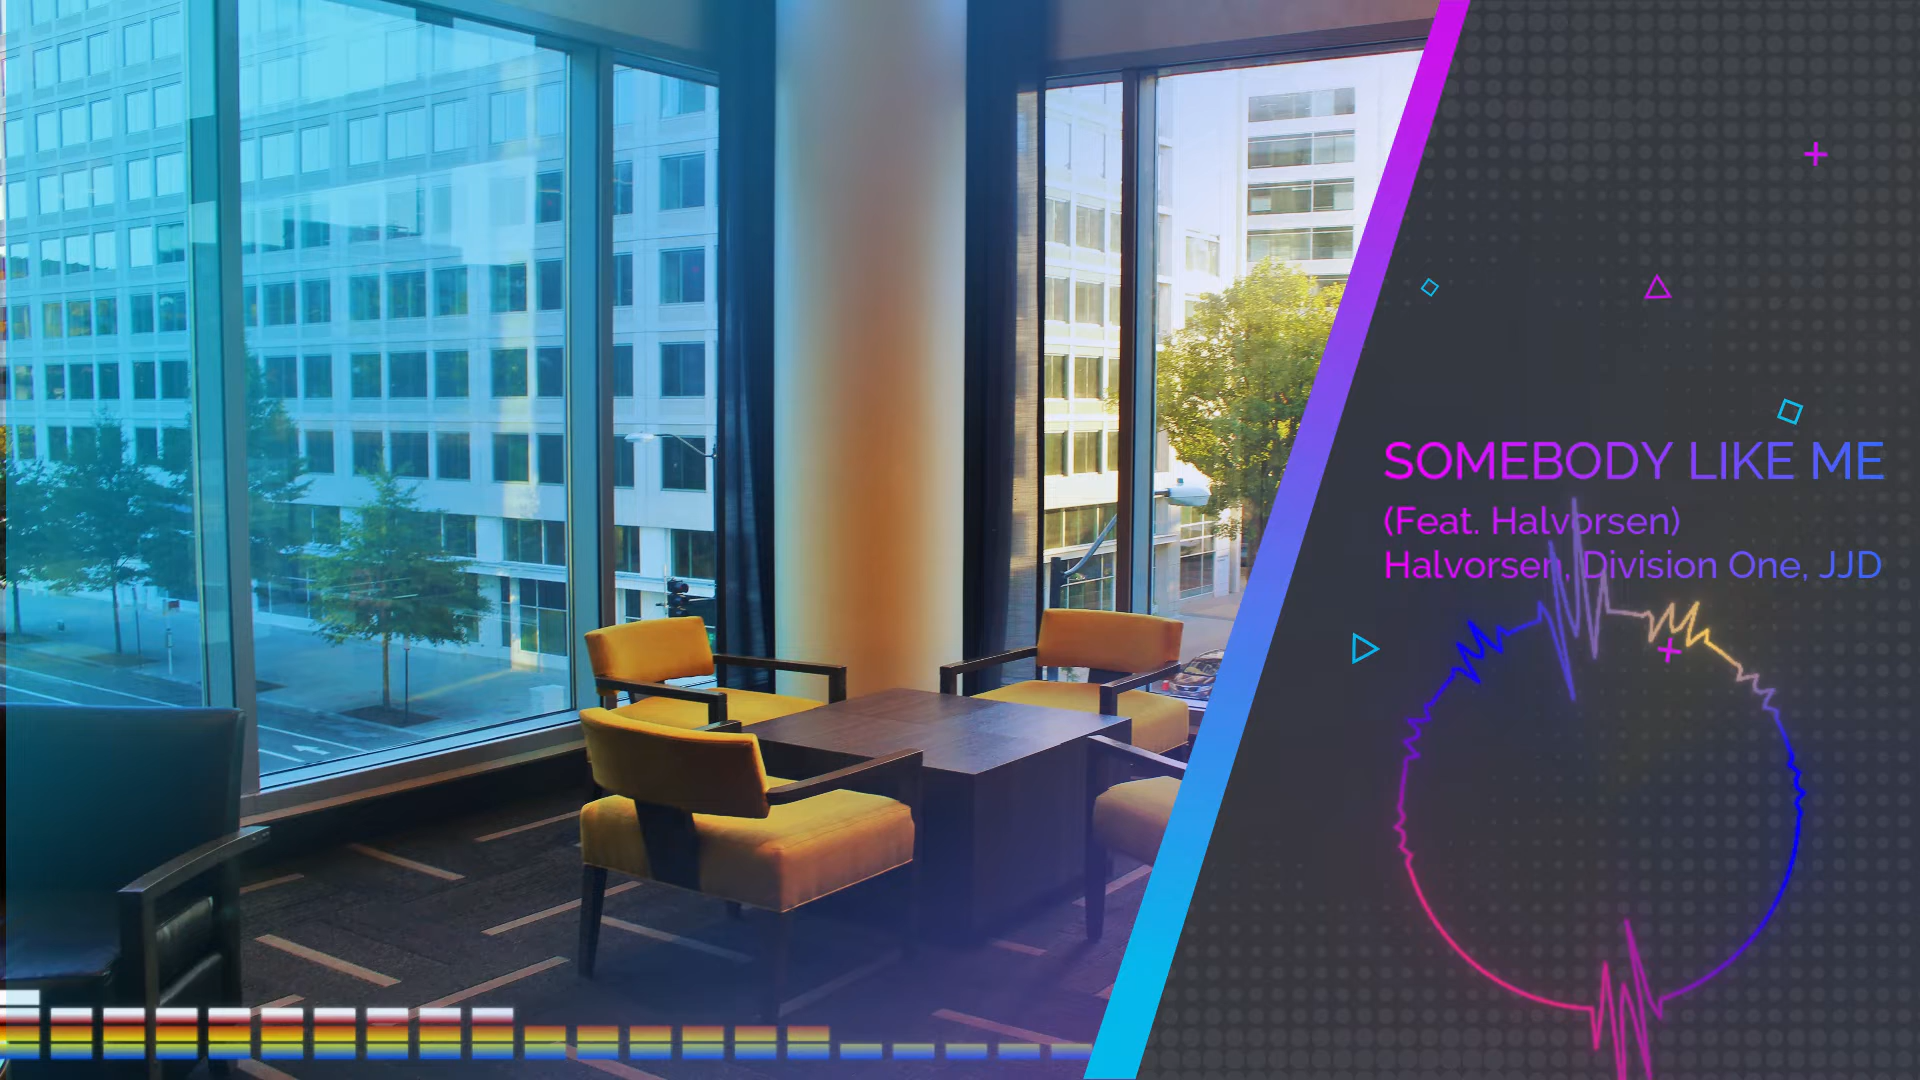 SOMEBODY LIKE ME
(Feat. Halvorsen)
Halvorsen, Division One, JJD